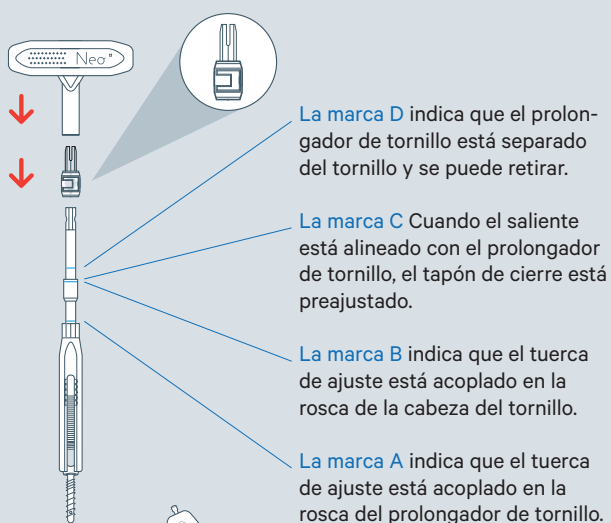 Neo
La marca D indica que el prolon-
gador de tornillo está separado
del tornillo y se puede retirar.
La marca C Cuando el saliente
está alineado con el prolongador
de tornillo, el tapón de cierre está
preajustado.
La marca B indica que el tuerca
de ajuste está acoplado en la
rosca de la cabeza del tornillo.
La marca A indica que el tuerca
de ajuste está acoplado en la
rosca del prolongador de tornillo.